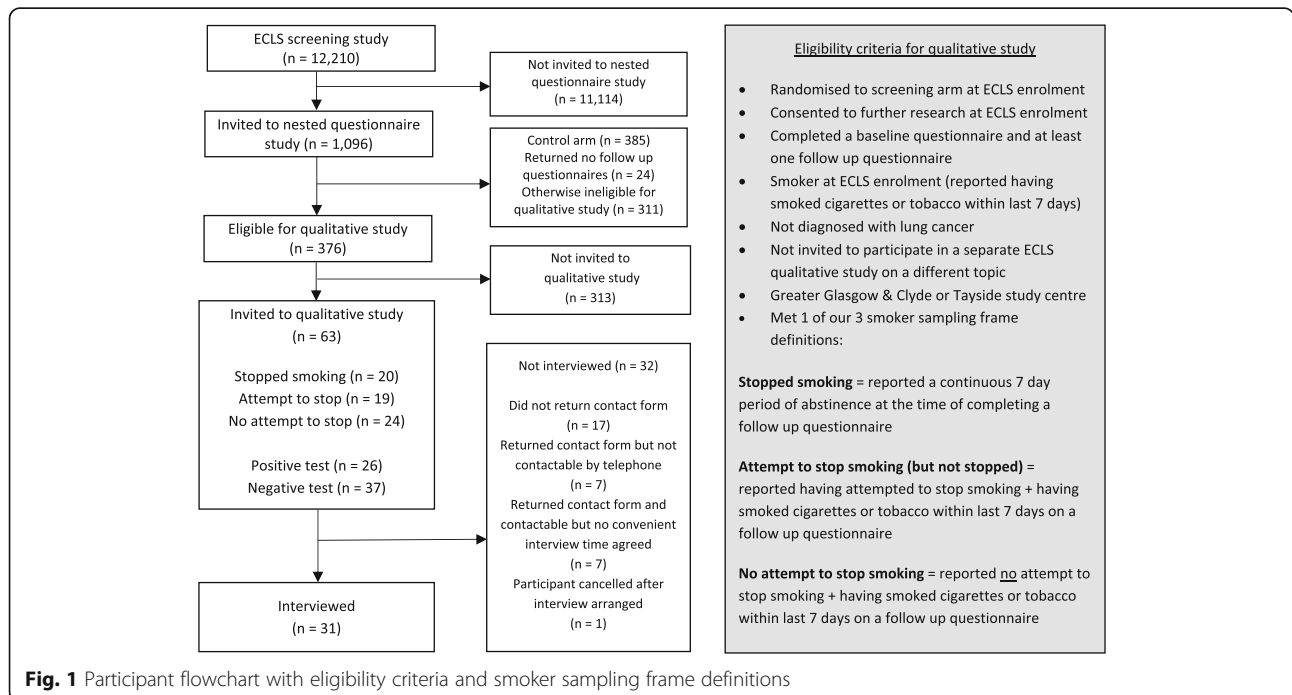 ECLS screening study
(n = 12,210)
Not invited to nested
questionnaire study
(n = 11,114)
Invited to nested questionnaire
study (n = 1,096)
Control arm (n = 385)
Returned no follow up
questionnaires (n = 24)
Otherwise ineligible for
qualitative study (n = 311)
Eligible for qualitative study
(n = 376)
Not invited to
qualitative study
(n = 313)
Invited to qualitative study
(n = 63)
Stopped smoking (n = 20)
Attempt to stop (n = 19)
No attempt to stop (n = 24)
Positive test (n = 26)
Negative test (n = 37)
Not interviewed (n = 32)
Did not return contact form
(n = 17)
Returned contact form but not
contactable by telephone
(n = 7)
Returned contact form and
contactable but no convenient
interview time agreed
(n = 7)
Participant cancelled after
interview arranged
(n = 1)
Interviewed
(n = 31)
Eligibility criteria for qualitative study
• Randomised to screening arm at ECLS enrolment
• Consented to further research at ECLS enrolment
• Completed a baseline questionnaire and at least
one follow up questionnaire
• Smoker at ECLS enrolment (reported having
smoked cigarettes or tobacco within last 7 days)
• Not diagnosed with lung cancer
• Not invited to participate in a separate ECLS
qualitative study on a different topic
• Greater Glasgow & Clyde or Tayside study centre
• Met 1 of our 3 smoker sampling frame
definitions:
Stopped smoking = reported a continuous 7 day
period of abstinence at the time of completing a
follow up questionnaire
Attempt to stop smoking (but not stopped) =
reported having attempted to stop smoking + having
smoked cigarettes or tobacco within last 7 days on a
follow up questionnaire
No attempt to stop smoking = reported no attempt to
stop smoking + having smoked cigarettes or tobacco
within last 7 days on a follow up questionnaire
Fig. 1 Participant flowchart with eligibility criteria and smoker sampling frame definitions